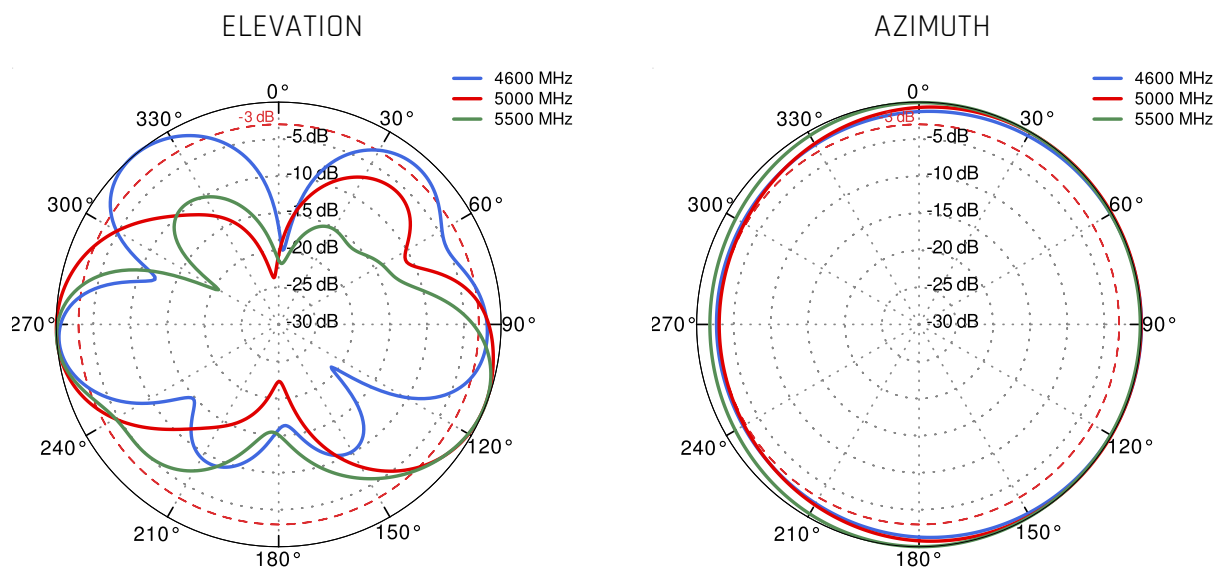 ELEVATION
AZIMUTH
4600 MHz
5000 MHz
5500 MHz
0°
30°
60°
90°
120°
150°
180°
210°
240°
270°
300°
330°
-3 dB
-5 dB
-10 dB
-15 dB
-20 dB
-25 dB
-30 dB
4600 MHz
5000 MHz
5500 MHz
0°
30°
60°
90°
120°
150°
180°
210°
240°
270°
300°
330°
3 dB
-5 dB
-10 dB
-15 dB
-20 dB
-25 dB
-30 dB